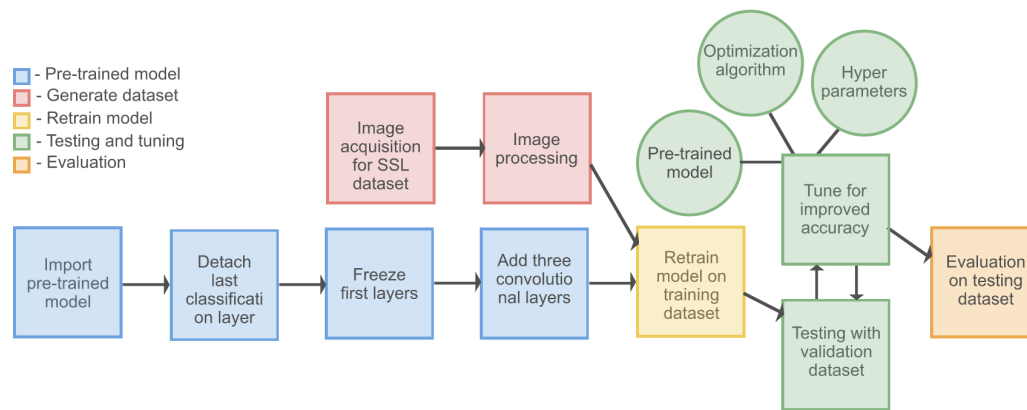 - Pre-trained model
- Generate dataset
- Retrain model
- Testing and tuning
- Evaluation
Optimization
algorithm
Hyper
parameters
Pre-trained
model
Image
acquisition
for SSL
dataset
Image
processing
Tune for
improved
accuracy
Import
pre-trained
model
Detach
last
classificati
on layer
Freeze
first layers
Add three
convolutio
nal layers
Retrain
model on
training
dataset
Evaluation
on testing
dataset
Testing with
validation
dataset